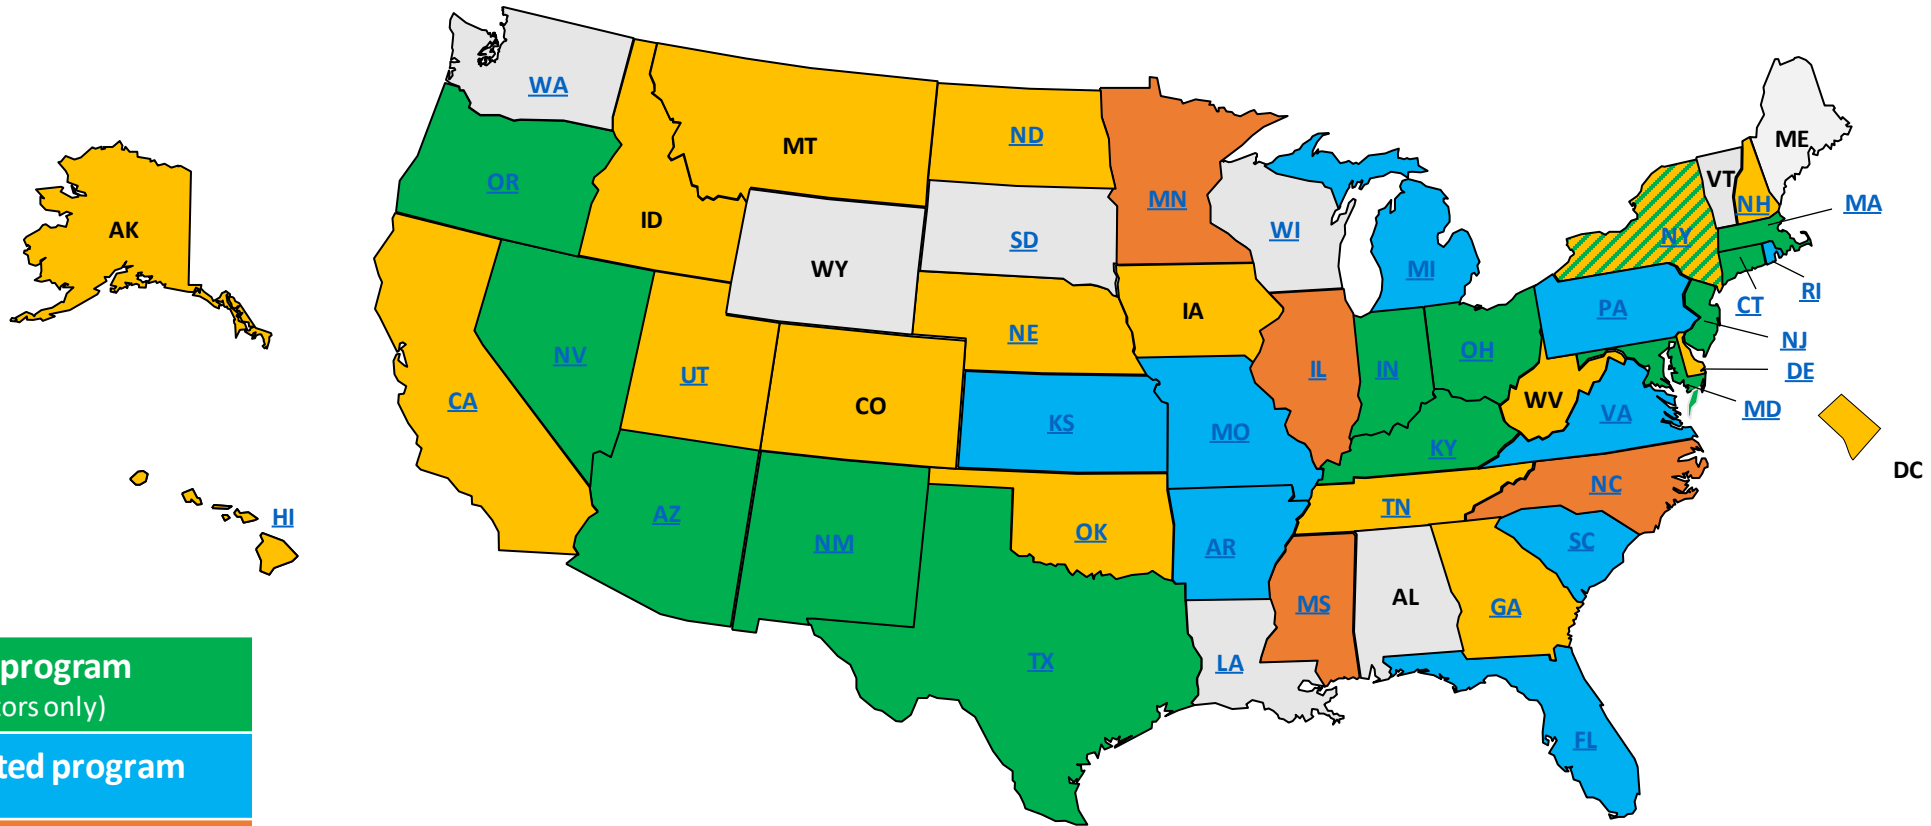 WA
MT
ND
MN
ME
VT
OR
AK
ID
SD
WI
NH
MA
NY
WY
MI
RI
CT
PA
IA
NE
NJ
NV
OH
UT
IL
IN
DE
CA
CO
WV
MD
KS
MO
VA
KY
DC
NC
HI
AZ
TN
NM
OK
AR
SC
MS
AL
GA
TX
LA
program
tors only)
FL
ted program